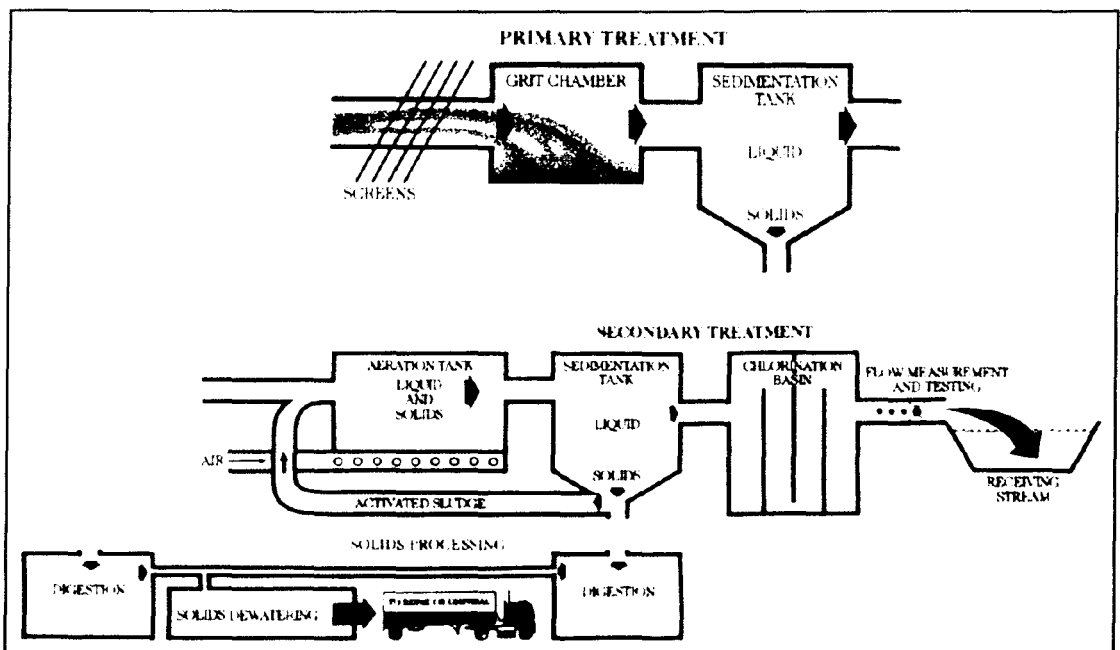 PRIMARY TREATMENT
GRIT CHAMBER
SEDIMENTATION
TANK
LIQUID
SOLIDS
SCREENS
SECONDARY TREATMENT
AERATION TANK
LIQUID
AND
SOLIDS
SEDIMENTATION
TANK
LIQUID
SOLIDS
CHLORINATION
BASIN
FLOW MEASUREMENT
AND TESTING
RECEIVING
STREAM
AIR
ACTIVATED SLUDGE
SOLIDS PROCESSING
DIGESTION
SOLIDS DEWATERING
DIGESTION